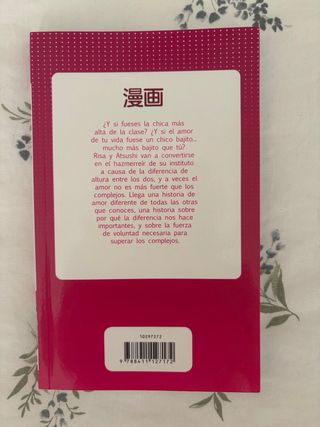 漫画
¿Y si fueses la chica más
alta de la clase? ¿Y si el amor
de tu vida fuese un chico bajito...
mucho más bajito que tú?
Risa y Atsushi van a convertirse
en el hazmerreír de su instituto
a causa de la diferencia de
altura entre los dos, y a veces el
amor no es más fuerte que los
complejos. Llega una historia de
amor diferente de todas las otras
que conoces, una historia sobre
por qué la diferencia nos hace
importantes, y sobre la fuerza
de voluntad necesaria para
superar los complejos.
10297272
9 788411 127172